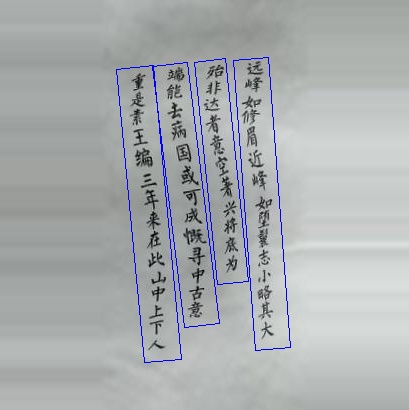 远峰如修眉近峰如堕鬟志小略其大
殆非达者意空著兴将底为
端能去病国或可成慨寻中古意
重是素王编三年来在此山中上下人